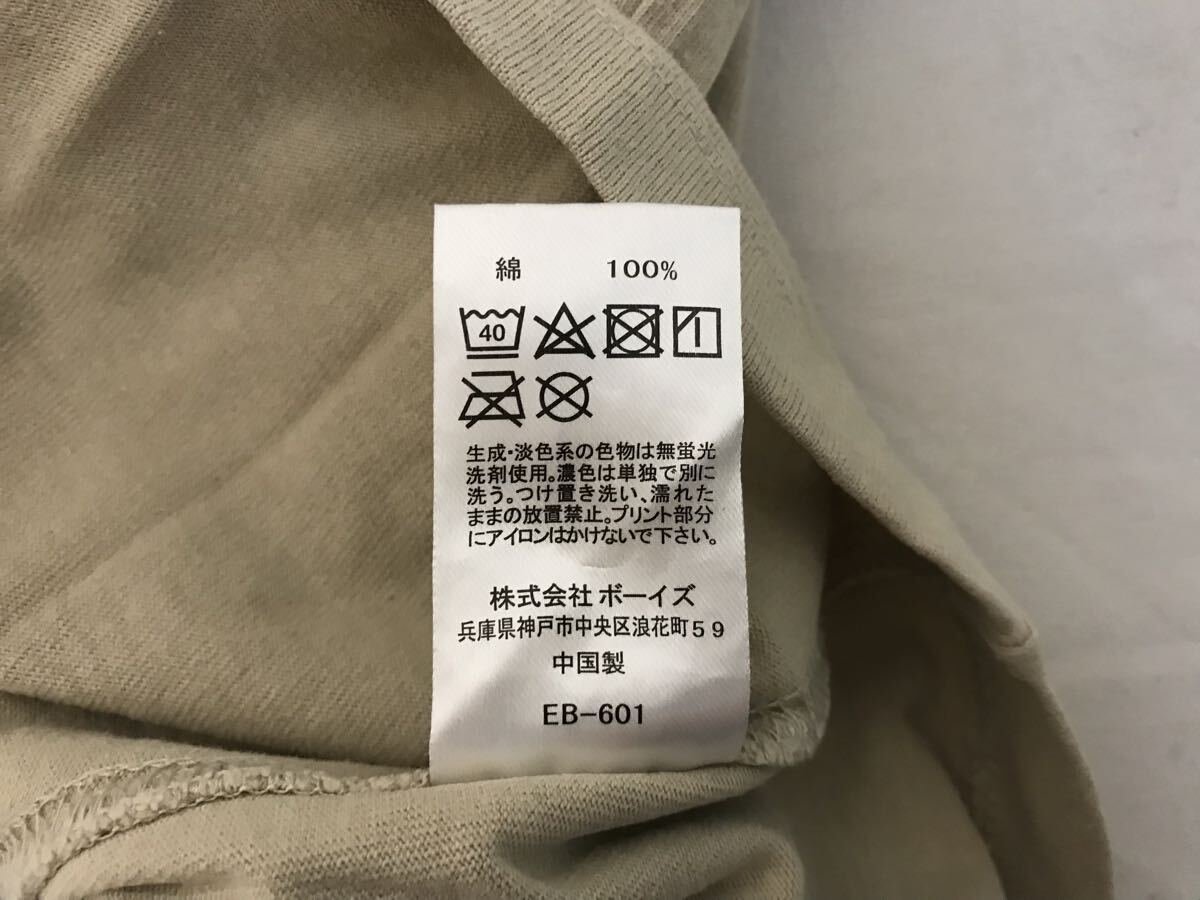 綿 100%
40
生成・淡色系の色物は無蛍光
洗剤使用。濃色は単独で別に
洗う。つけ置き洗い、濡れた
ままの放置禁止。プリント部分
にアイロンはかけないで下さい。
株式会社 ボーイズ
兵庫県神戸市中央区浪花町59
中国製
EB-601